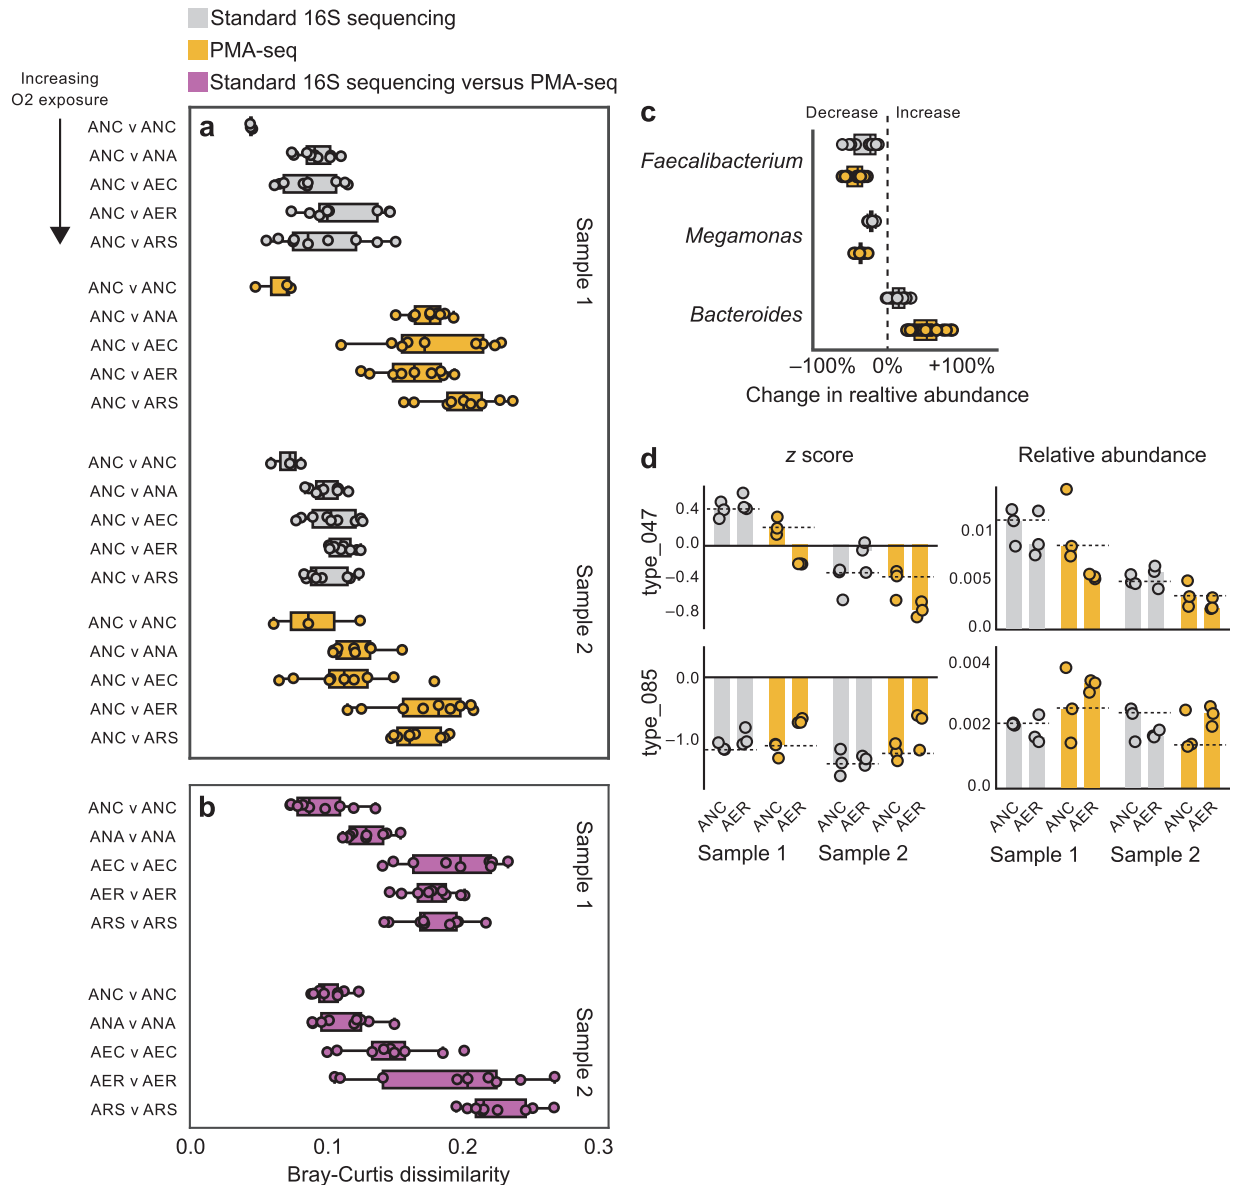 Standard 16S sequencing
PMA-seq
Standard 16S sequencing versus PMA-seq
Increasing
O2 exposure
a
ANC v ANC
ANC v ANA
ANC v AEC
ANC v AER
ANC v ARS
Sample 1
ANC v ANC
ANC v ANA
ANC v AEC
ANC v AER
ANC v ARS
ANC v ANC
ANC v ANA
ANC v AEC
ANC v AER
ANC v ARS
Sample 2
ANC v ANC
ANC v ANA
ANC v AEC
ANC v AER
ANC v ARS
b
ANC v ANC
ANA v ANA
AEC v AEC
AER v AER
ARS v ARS
Sample 1
ANC v ANC
ANA v ANA
AEC v AEC
AER v AER
ARS v ARS
Sample 2
0.0 0.1 0.2 0.3
Bray-Curtis dissimilarity
c
Decrease Increase
Faecalibacterium
Megamonas
Bacteroides
–100% 0% +100%
Change in realtive abundance
d
z score
Relative abundance
type_047
0.4
0.0
–0.4
–0.8
0.01
0.005
0.0
type_085
0.0
–1.0
0.004
0.002
0.0
ANC AER ANC AER ANC AER ANC AER
Sample 1 Sample 2
ANC AER ANC AER ANC AER ANC AER
Sample 1 Sample 2